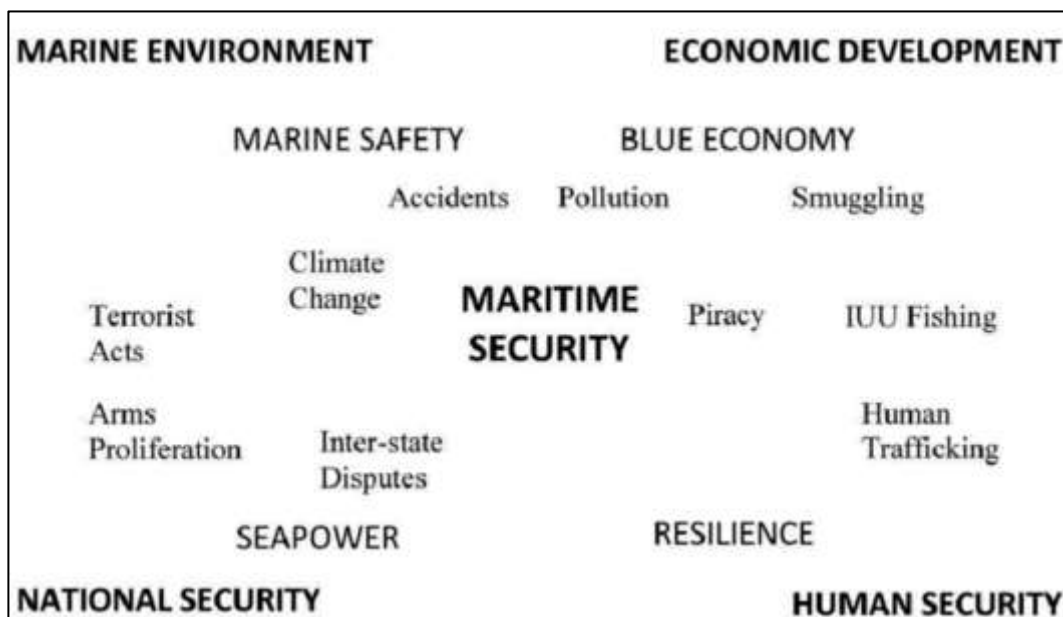 MARINE ENVIRONMENT ECONOMIC DEVELOPMENT
MARINE SAFETY BLUE ECONOMY
Accidents Pollution Smuggling
Climate
Change
Terrorist
Acts
MARITIME
SECURITY
Piracy IUU Fishing
Arms
Proliferation
Inter-state
Disputes
Human
Trafficking
SEAPOWER RESILIENCE
NATIONAL SECURITY HUMAN SECURITY